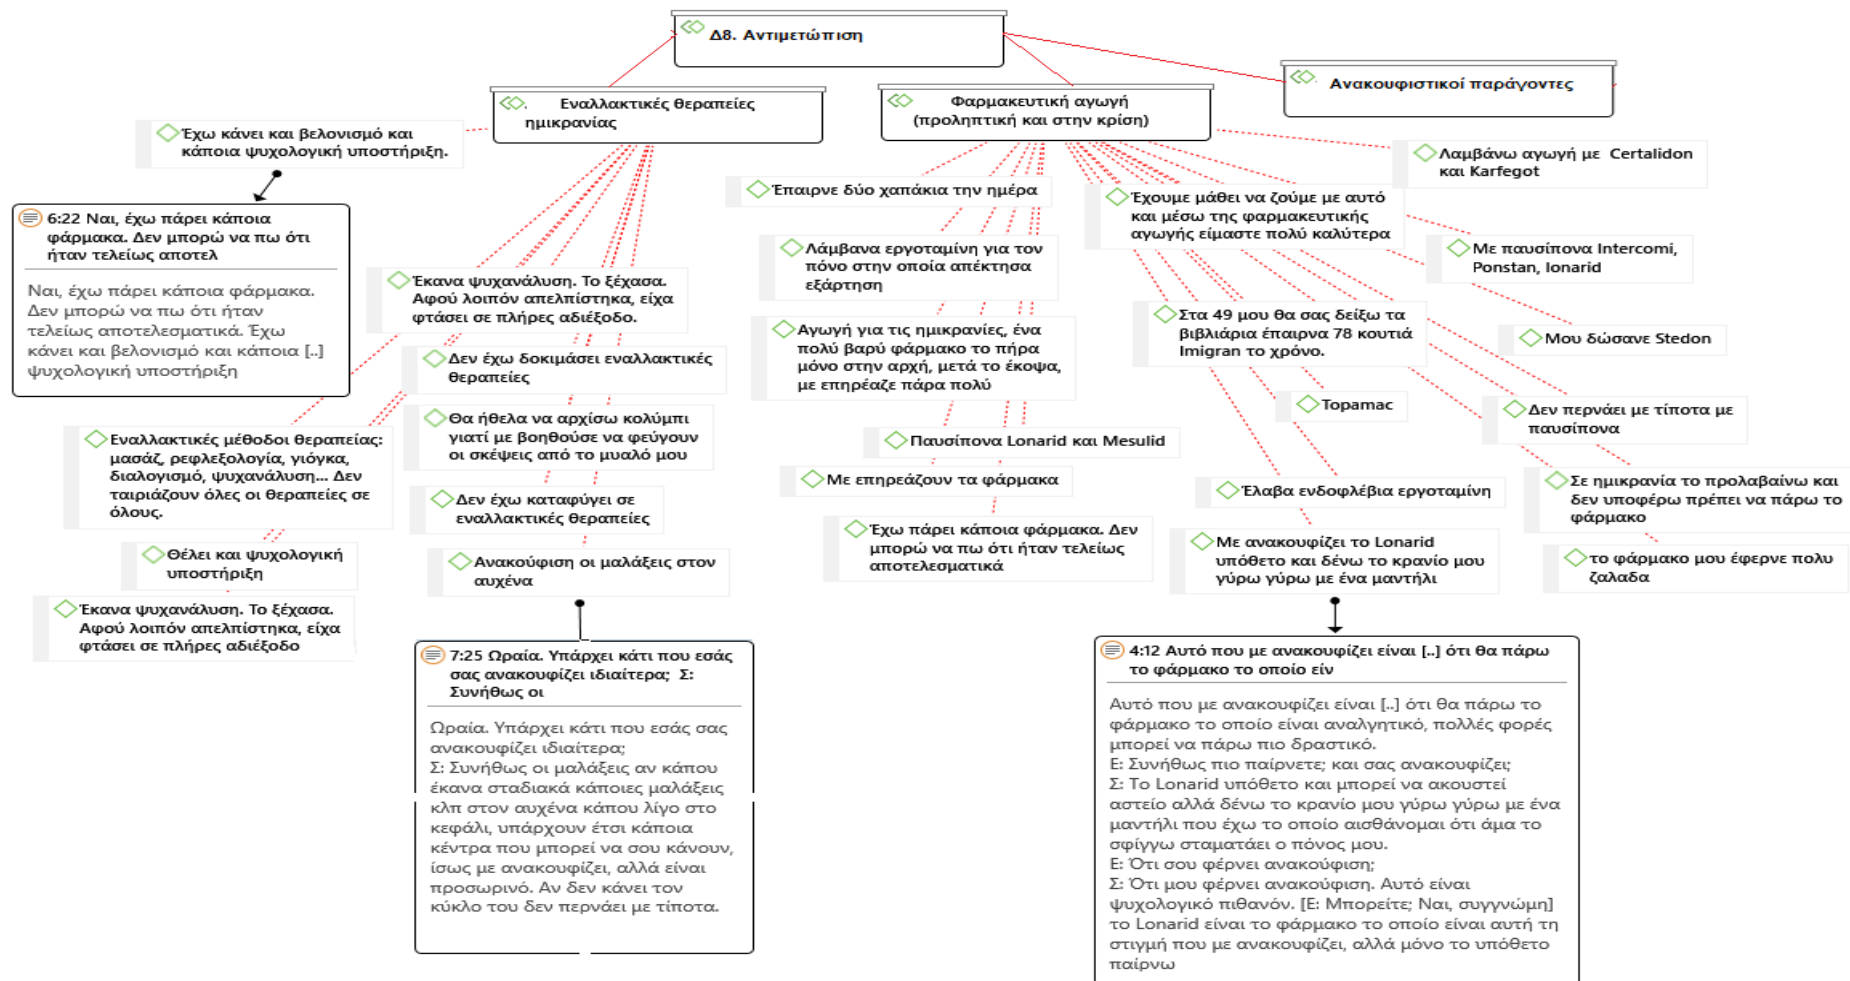 Δ8. Αντιμετώπιση
Εναλλακτικές θεραπείες
ημικρανίας
Φαρμακευτική αγωγή
(προληπτική και στην κρίση)
Ανακουφιστικοί παράγοντες
Έχω κάνει και βελονισμό και
κάποια ψυχολογική υποστήριξη.
6:22 Ναι, έχω πάρει κάποια
φάρμακα. Δεν μπορώ να πω ότι
ήταν τελείως αποτελ
Ναι, έχω πάρει κάποια φάρμακα.
Δεν μπορώ να πω ότι ήταν
τελείως αποτελεσματικά. Έχω
κάνει και βελονισμό και κάποια [..]
ψυχολογική υποστήριξη
Έκανα ψυχανάλυση. Το ξέχασα.
Αφού λοιπόν απελπίστηκα, είχα
φτάσει σε πλήρες αδιέξοδο.
Δεν έχω δοκιμάσει εναλλακτικές
θεραπείες
Θα ήθελα να αρχίσω κολύμπι
γιατί με βοηθούσε να φεύγουν
οι σκέψεις από το μυαλό μου
Εναλλακτικές μέθοδοι θεραπείας:
μασάζ, ρεφλεξολογία, γιόγκα,
διαλογισμό, ψυχανάλυση... Δεν
ταιριάζουν όλες οι θεραπείες σε
όλους.
Δεν έχω καταφύγει σε
εναλλακτικές θεραπείες
Θέλει και ψυχολογική
υποστήριξη
Ανακούφιση οι μαλάξεις στον
αυχένα
Έκανα ψυχανάλυση. Το ξέχασα.
Αφού λοιπόν απελπίστηκα, είχα
φτάσει σε πλήρες αδιέξοδο
7:25 Ωραία. Υπάρχει κάτι που εσάς
σας ανακουφίζει ιδιαίτερα; Σ:
Συνήθως οι
Ωραία. Υπάρχει κάτι που εσάς σας
ανακουφίζει ιδιαίτερα;
Σ: Συνήθως οι μαλάξεις αν κάπου
έκανα σταδιακά κάποιες μαλάξεις
κλπ στον αυχένα κάπου λίγο στο
κεφάλι, υπάρχουν έτσι κάποια
κέντρα που μπορεί να σου κάνουν,
ίσως με ανακουφίζει, αλλά είναι
προσωρινό. Αν δεν κάνει τον
κύκλο του δεν περνάει με τίποτα.
Έπαιρνε δύο χαπάκια την ημέρα
Λάμβανα εργοταμίνη για τον
πόνο στην οποία απέκτησα
εξάρτηση
Αγωγή για τις ημικρανίες, ένα
πολύ βαρύ φάρμακο το πήρα
μόνο στην αρχή, μετά το έκοψα,
με επηρέαζε πάρα πολύ
Παυσίπονα Lonarid και Mesulid
Με επηρεάζουν τα φάρμακα
Έχω πάρει κάποια φάρμακα. Δεν
μπορώ να πω ότι ήταν τελείως
αποτελεσματικά
Έχουμε μάθει να ζούμε με αυτό
και μέσω της φαρμακευτικής
αγωγής είμαστε πολύ καλύτερα
Στα 49 μου θα σας δείξω τα
βιβλιάρια έπαιρνα 78 κουτιά
Imigran το χρόνο.
Topamac
Έλαβα ενδοφλέβια εργοταμίνη
Με ανακουφίζει το Lonarid
υπόθετο και δένω το κρανίο μου
γύρω γύρω με ένα μαντήλι
Λαμβάνω αγωγή με Certalidon
και Karfegot
Με παυσίπονα Intercomi,
Ponstan, lonarid
Μου δώσανε Stedon
Δεν περνάει με τίποτα με
παυσίπονα
Σε ημικρανία το προλαβαίνω και
δεν υποφέρω πρέπει να πάρω το
φάρμακο
το φάρμακο μου έφερνε πολυ
ζαλαδα
4:12 Αυτό που με ανακουφίζει είναι [..] ότι θα πάρω
το φάρμακο το οποίο είν
Αυτό που με ανακουφίζει είναι [..] ότι θα πάρω το
φάρμακο το οποίο είναι αναλγητικό, πολλές φορές
μπορεί να πάρω πιο δραστικό.
Ε: Συνήθως πιο παίρνετε; και σας ανακουφίζει;
Σ: Το Lonarid υπόθετο και μπορεί να ακουστεί
αστείο αλλά δένω το κρανίο μου γύρω γύρω με ένα
μαντήλι που έχω το οποίο αισθάνομαι ότι άμα το
σφίγγω σταματάει ο πόνος μου.
Ε: Ότι σου φέρνει ανακούφιση;
Σ: Ότι μου φέρνει ανακούφιση. Αυτό είναι
ψυχολογικό πιθανόν. [Ε: Μπορείτε; Ναι, συγγνώμη]
το Lonarid είναι το φάρμακο το οποίο είναι αυτή τη
στιγμή που με ανακουφίζει, αλλά μόνο το υπόθετο
παίρνω